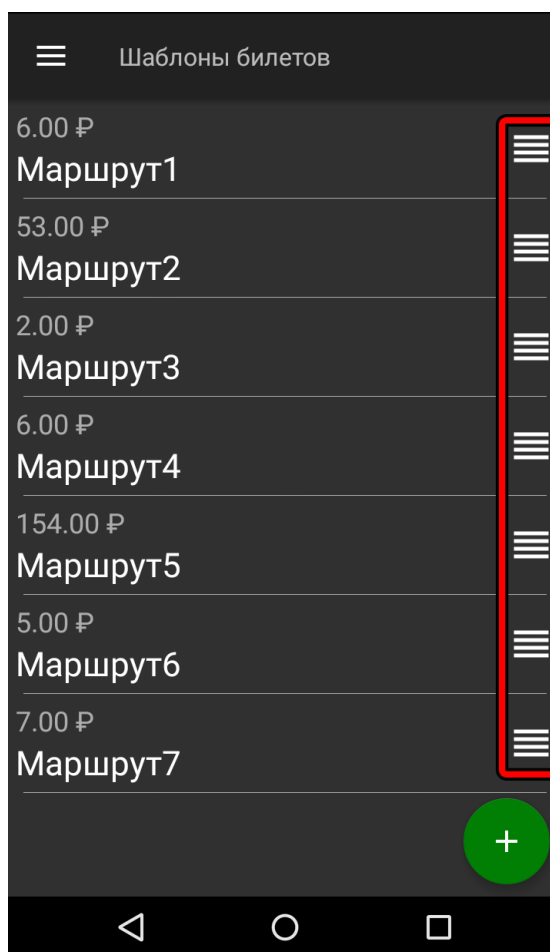 Шаблоны билетов
6.00 ₽
Маршрут1
53.00 ₽
Маршрут2
2.00 ₽
Маршрут3
6.00 ₽
Маршрут4
154.00 ₽
Маршрут5
5.00 ₽
Маршрут6
7.00 ₽
Маршрут7